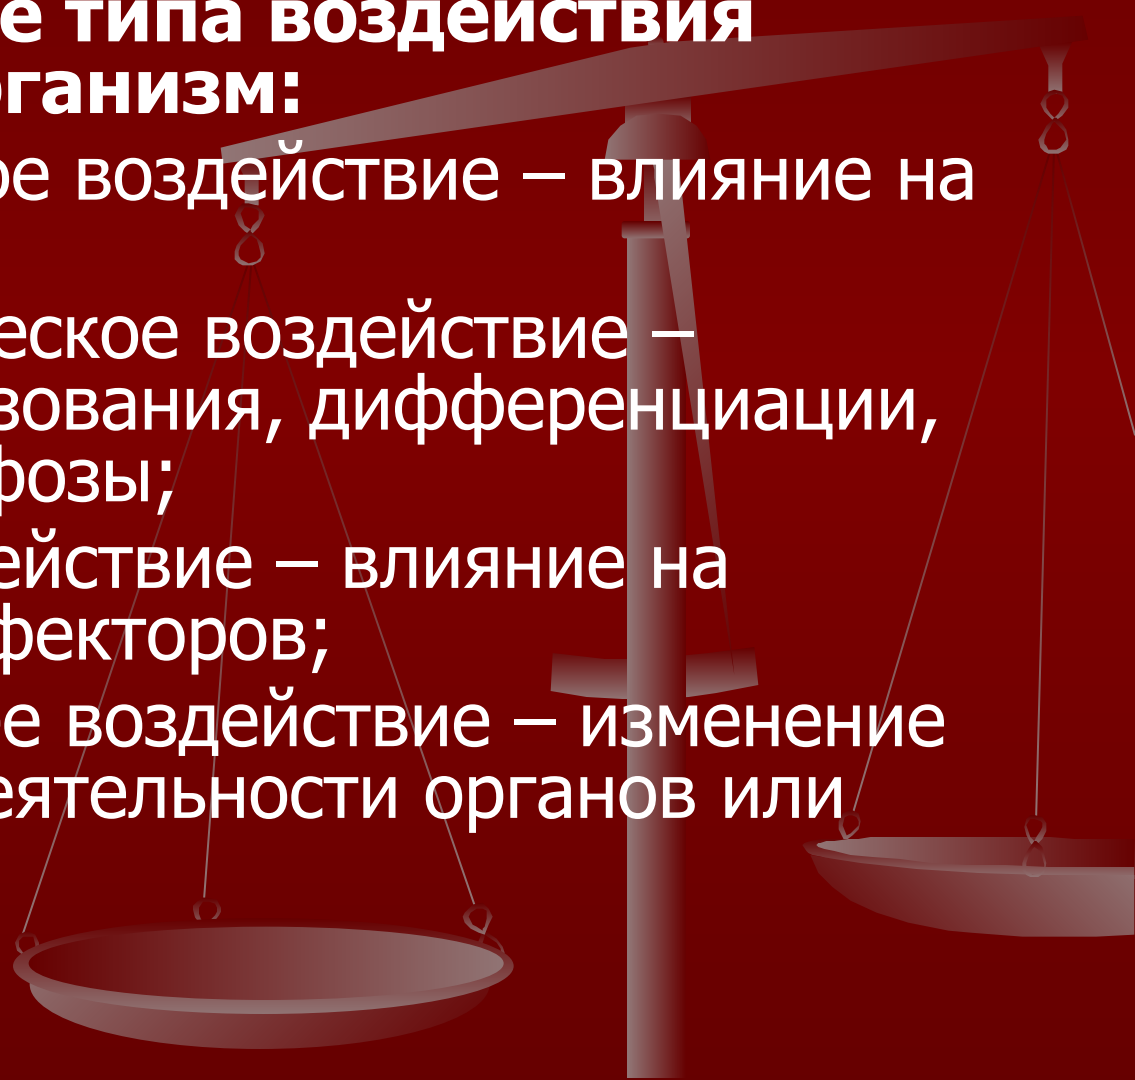 е типа воздействия
рганизм:
ое воздействие – влияние на
еское воздействие –
зования, дифференциации,
фозы;
ействие – влияние на
фекторов;
ое воздействие – изменение
еятельности органов или